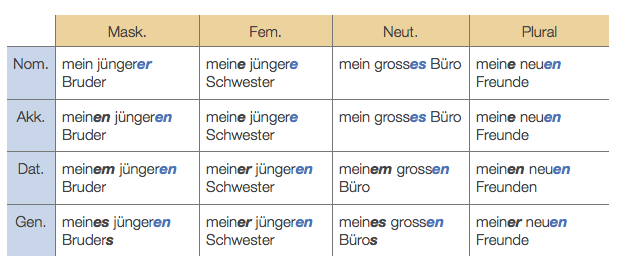 Mask. Fem. Neut. Plural
Nom. mein jüngerer meine jüngere mein grosses Büro meine neuen
Bruder Schwester Freunde
Akk. meinen jüngeren meine jüngere mein grosses Büro meine neuen
Bruder Schwester Freunde
Dat. meinem jüngeren meiner jüngeren meinem grossen meinen neuen
Bruder Schwester Büro Freunden
Gen. meines jüngeren meiner jüngeren meines grossen meiner neuen
Bruders Schwester Büros Freunde